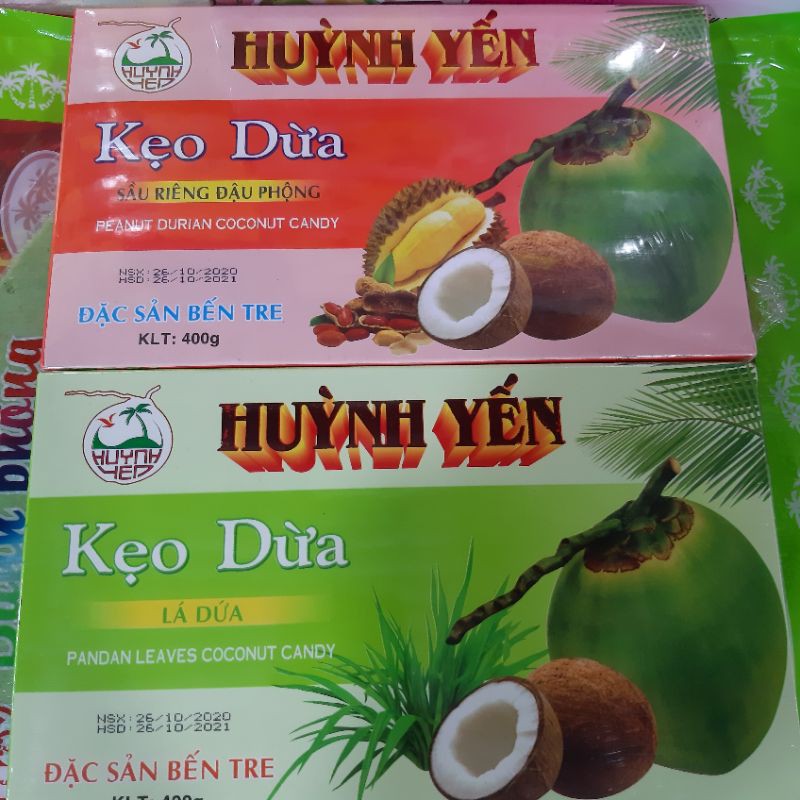 HUỲNH YẾN
HUỲNH
Kẹo Dừa
SẦU RIÊNG ĐẬU PHỘNG
PEANUT DURIAN COCONUT CANDY
NSX:26/10/2020
HSD:26/10/2021
ĐẶC SẢN BẾN TRE
KLT: 400g
HUỲNH YẾN
HUỲNH
Kẹo Dừa
LÁ DỨA
PANDAN LEAVES COCONUT CANDY
NSX:26/10/2020
HSD:26/10/2021
ĐẶC SẢN BẾN TRE
KLT: 400g